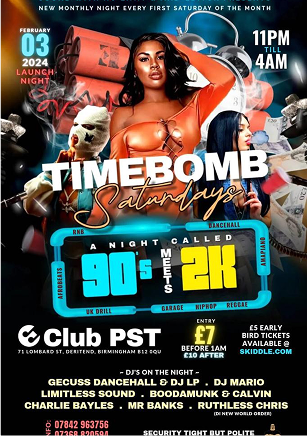 NEW MONTHLY NIGHT EVERY FIRST SATURDAY OF THE MONTH
FEBRUARY
03
2024
LAUNCH
NIGHT
11PM
TILL
4AM
TIMEBOMB
Saturdays
RNB
DANCEHALL
A NIGHT CALLED
90's MEETS 2K
AFROBEATS
AMAPIANO
UK DRILL
GARAGE
HIPHOP
REGGAE
Club PST
71 LOMBARD ST, DERITEND, BIRMINGHAM B12 0QU
ENTRY
£7
BEFORE 1AM
£10 AFTER
£5 EARLY
BIRD TICKETS
AVAILABLE @
SKIDDLE.COM
~ DJ'S ON THE NIGHT ~
GECUSS DANCEHALL & DJ LP . DJ MARIO
LIMITLESS SOUND . BOODAMUNK & CALVIN
CHARLIE BAYLES . MR BANKS . RUTHLESS CHRIS
(DJ NEW WORLD ORDER)
INFO: 07842 963756
07368 820594
SECURITY TIGHT BUT POLITE